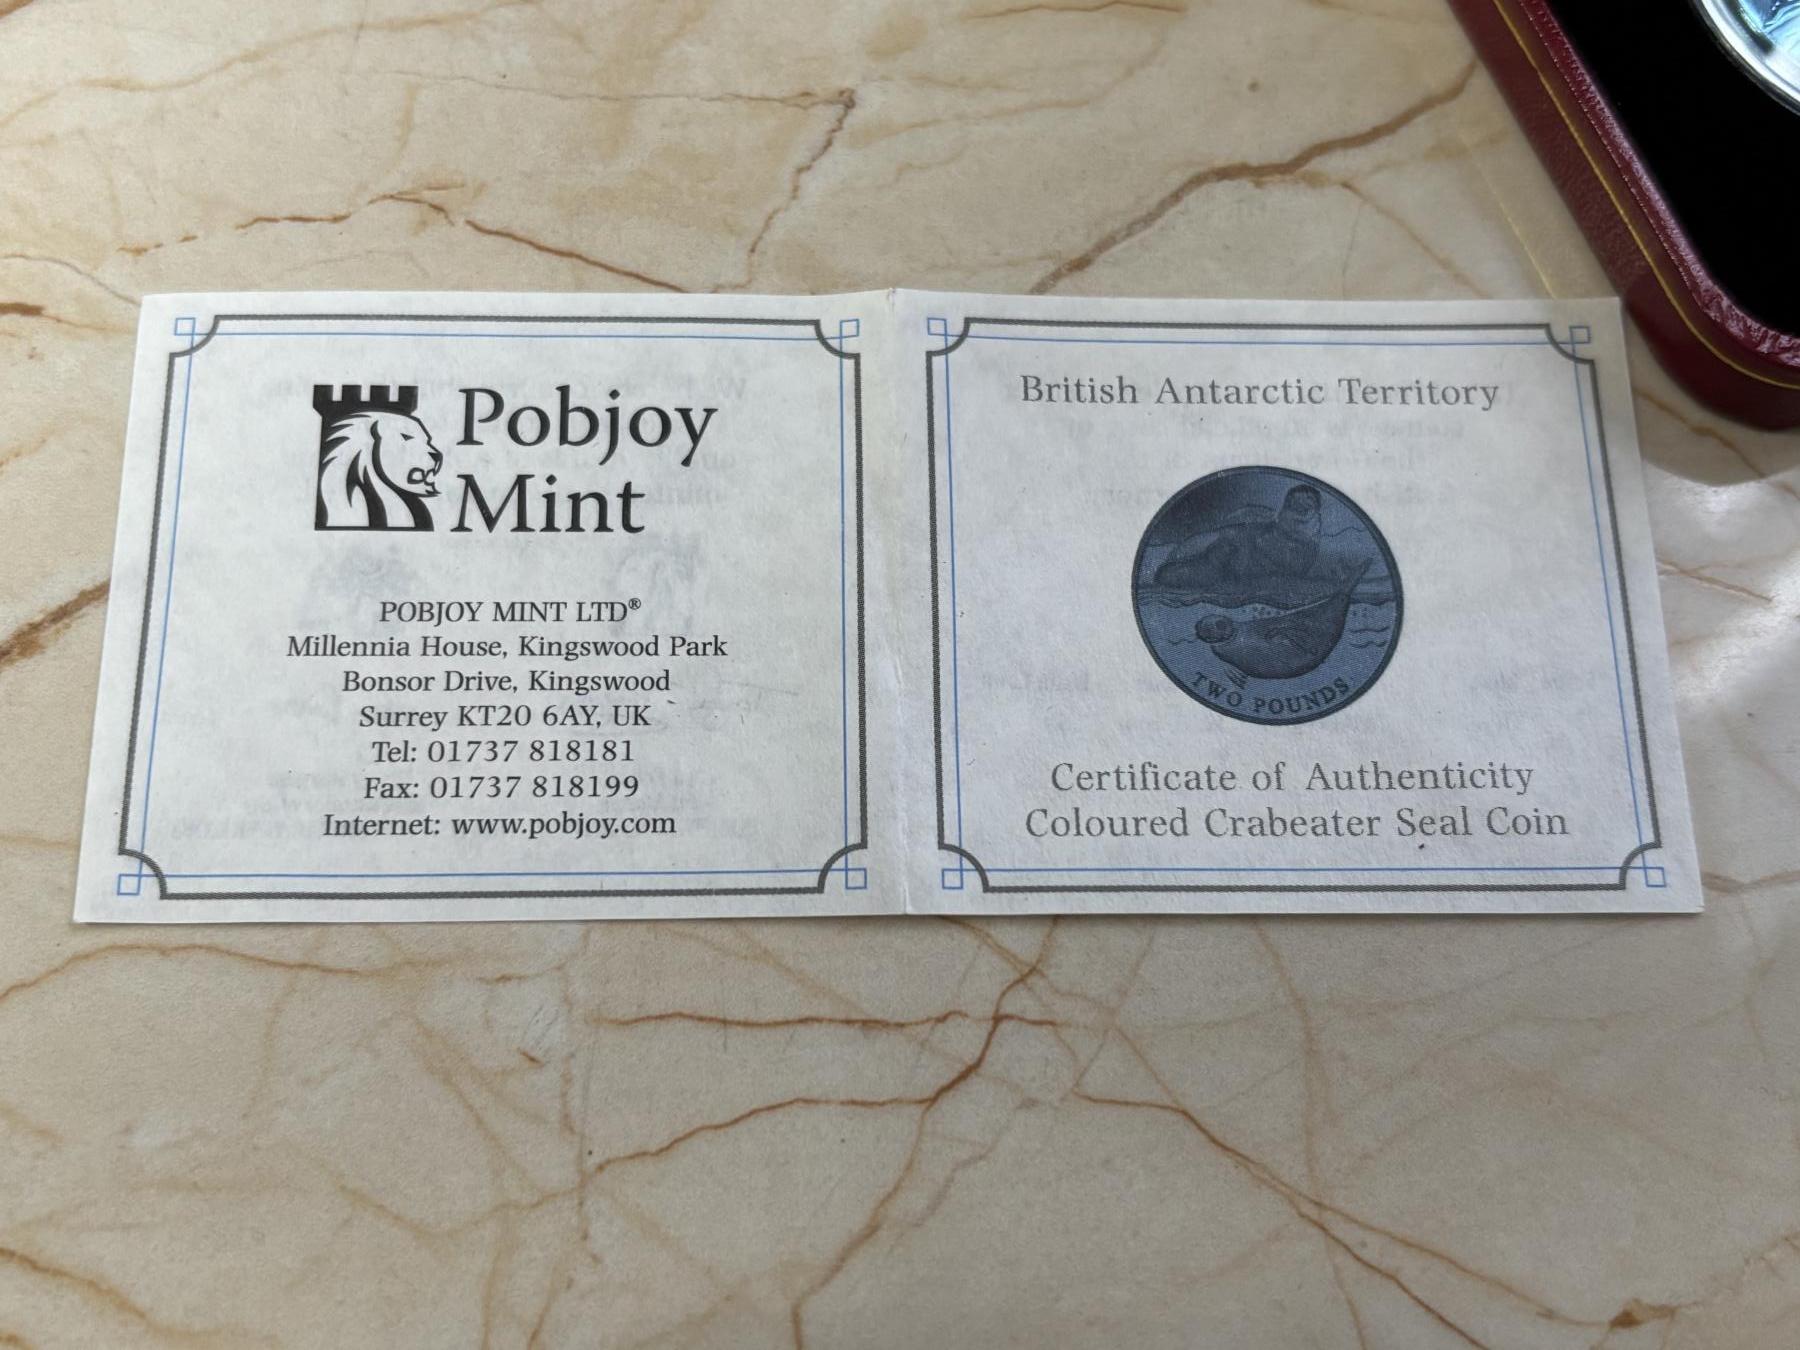 Pobjoy
Mint
POBJOY MINT LTD®
Millennia House, Kingswood Park
Bonsor Drive, Kingswood
Surrey KT20 6AY, UK
Tel: 01737 818181
Fax: 01737 818199
Internet: www.pobjoy.com
British Antarctic Territory
TWO POUNDS
Certificate of Authenticity
Coloured Crabeater Seal Coin